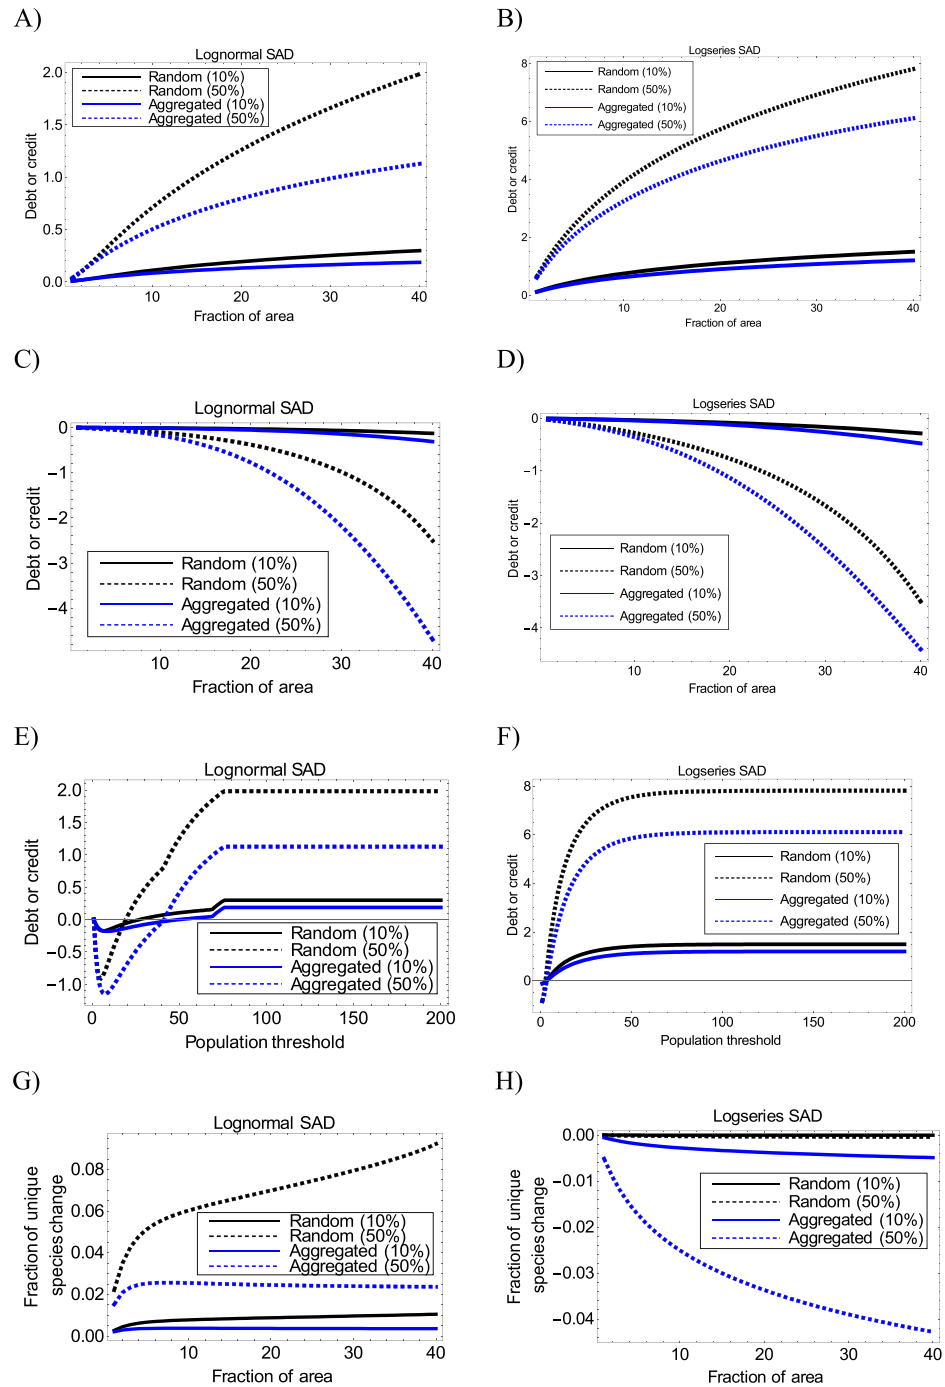 A)
Lognormal SAD
Random (10%)
Random (50%)
Aggregated (10%)
Aggregated (50%)
Debt or credit
2.0
1.5
1.0
0.5
0.0
10
20
30
40
Fraction of area
B)
Logseries SAD
Random (10%)
Random (50%)
Aggregated (10%)
Aggregated (50%)
Debt or credit
8
6
4
2
0
10
20
30
40
Fraction of area
C)
Lognormal SAD
Debt or credit
0
−1
−2
−3
−4
Random (10%)
Random (50%)
Aggregated (10%)
Aggregated (50%)
10
20
30
40
Fraction of area
D)
Logseries SAD
Debt or credit
0
−1
−2
−3
−4
Random (10%)
Random (50%)
Aggregated (10%)
Aggregated (50%)
10
20
30
40
Fraction of area
E)
Lognormal SAD
Debt or credit
2.0
1.5
1.0
0.5
0.0
−0.5
−1.0
Random (10%)
Random (50%)
Aggregated (10%)
Aggregated (50%)
0
50
100
150
200
Population threshold
F)
Logseries SAD
Debt or credit
8
6
4
2
0
Random (10%)
Random (50%)
Aggregated (10%)
Aggregated (50%)
0
50
100
150
200
Population threshold
G)
Lognormal SAD
Fraction of unique
species change
0.08
0.06
0.04
0.02
0.00
Random (10%)
Random (50%)
Aggregated (10%)
Aggregated (50%)
10
20
30
40
Fraction of area
H)
Logseries SAD
Fraction of unique
species change
0.00
−0.01
−0.02
−0.03
−0.04
Random (10%)
Random (50%)
Aggregated (10%)
Aggregated (50%)
10
20
30
40
Fraction of area